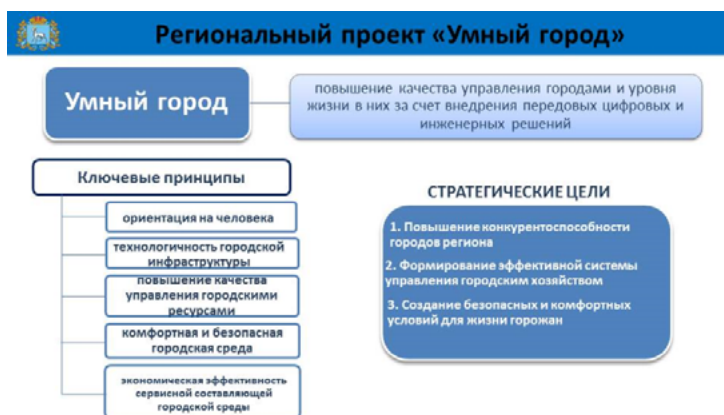 Региональный проект «Умный город»
Умный город
повышение качества управления городами и уровня
жизни в них за счет внедрения передовых цифровых и
инженерных решений
Ключевые принципы
ориентация на человека
технологичность городской
инфраструктуры
повышение качества
управления городскими
ресурсами
комфортная и безопасная
городская среда
экономическая эффективность
сервисной составляющей
городской среды
СТРАТЕГИЧЕСКИЕ ЦЕЛИ
1. Повышение конкурентоспособности
городов региона
2. Формирование эффективной системы
управления городским хозяйством
3. Создание безопасных и комфортных
условий для жизни горожан